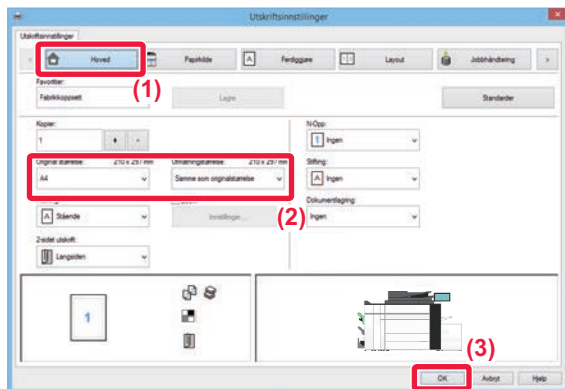 Utskriftsinnstillinger
Utskriftsinnstillinger
Hoved
Papirkilde
Ferdiggjøre
Layout
Jobbhåndtering
(1)
Favoritter:
Fabrikkoppsett
Lagre
Standarder
Kopier:
1
+ -
N-Opp:
1 Ingen
Original størrelse: 210 x 297 mm
A4
Utmatingstørrelse: 210 x 297 mm
Samme som originalstørrelse
Stifting:
A Ingen
(2)
A Stående
Innstillinger...
Dokumentlagring:
Ingen
2-sidet utskrift:
Langsiden
1
(3)
OK Avbryt Hjelp